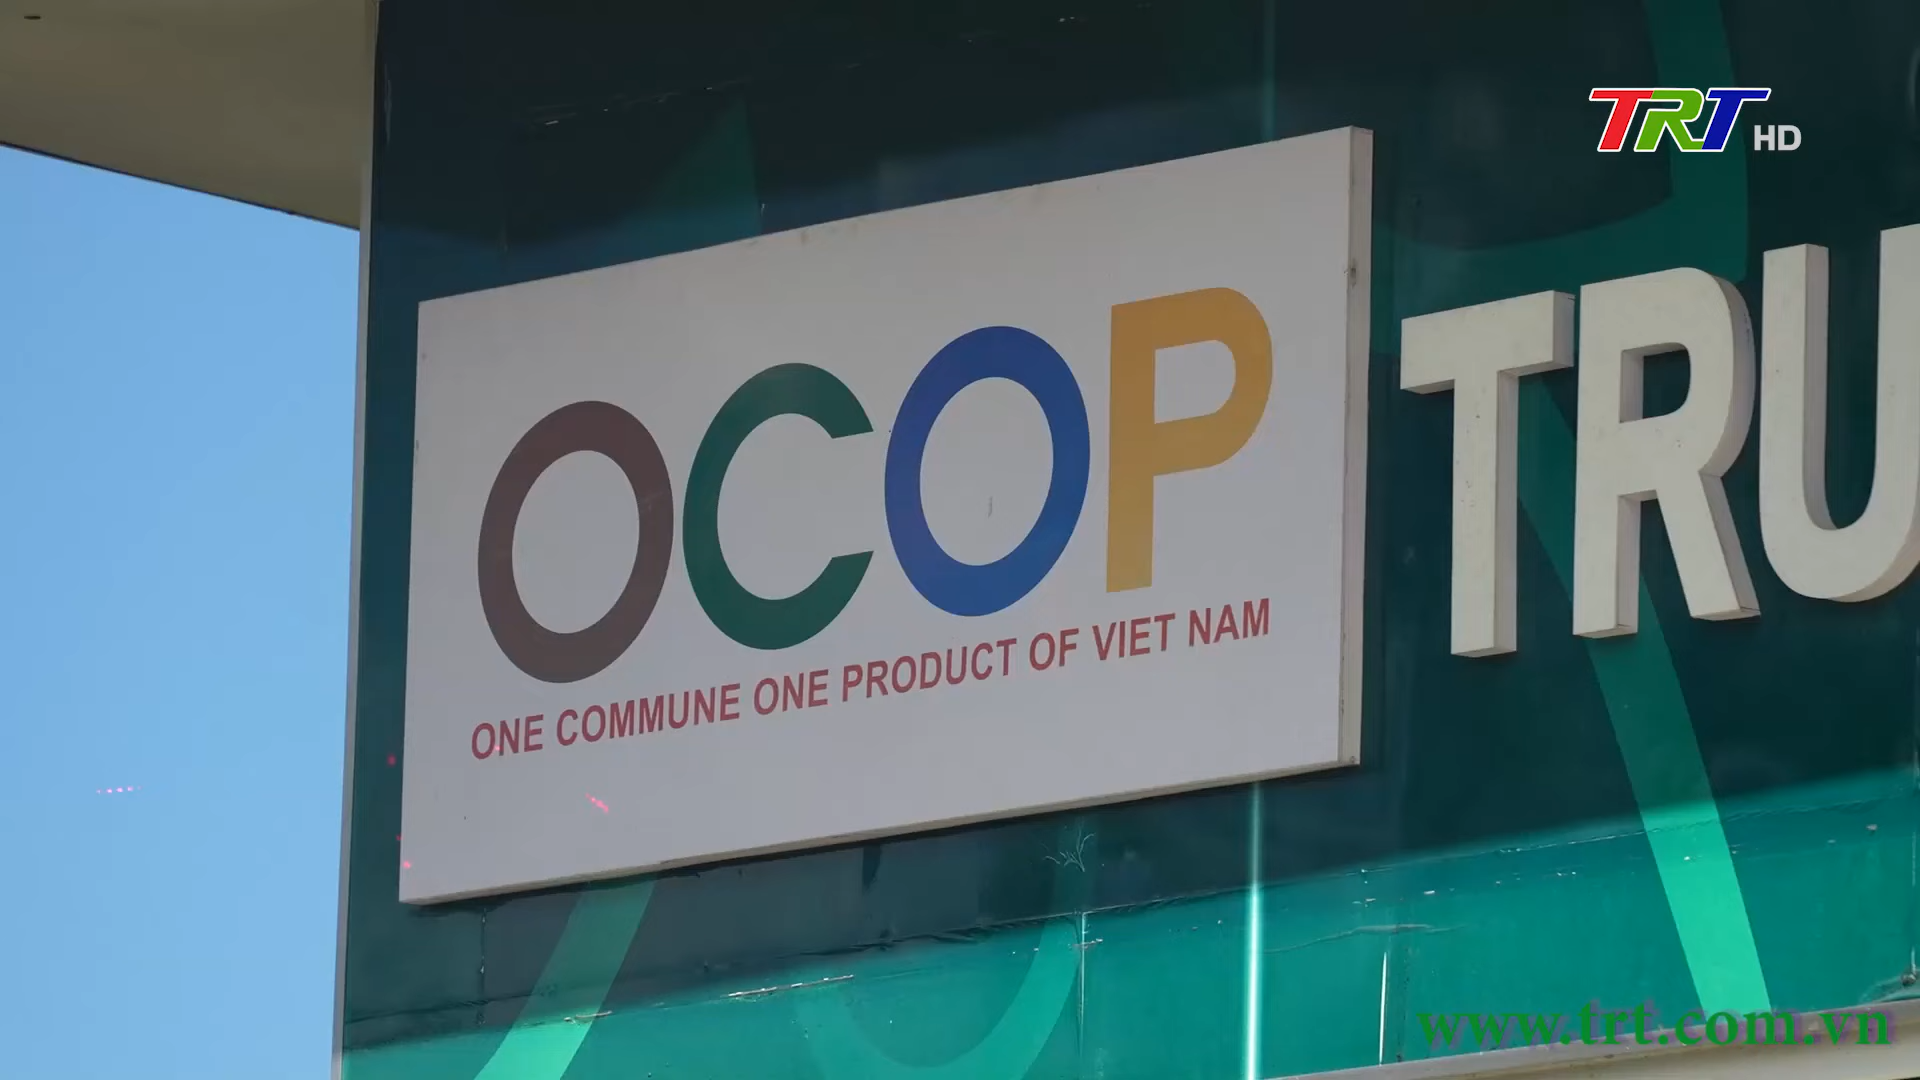 TRT HD
OCOP
ONE COMMUNE ONE PRODUCT OF VIET NAM
TRU
www.trt.com.vn